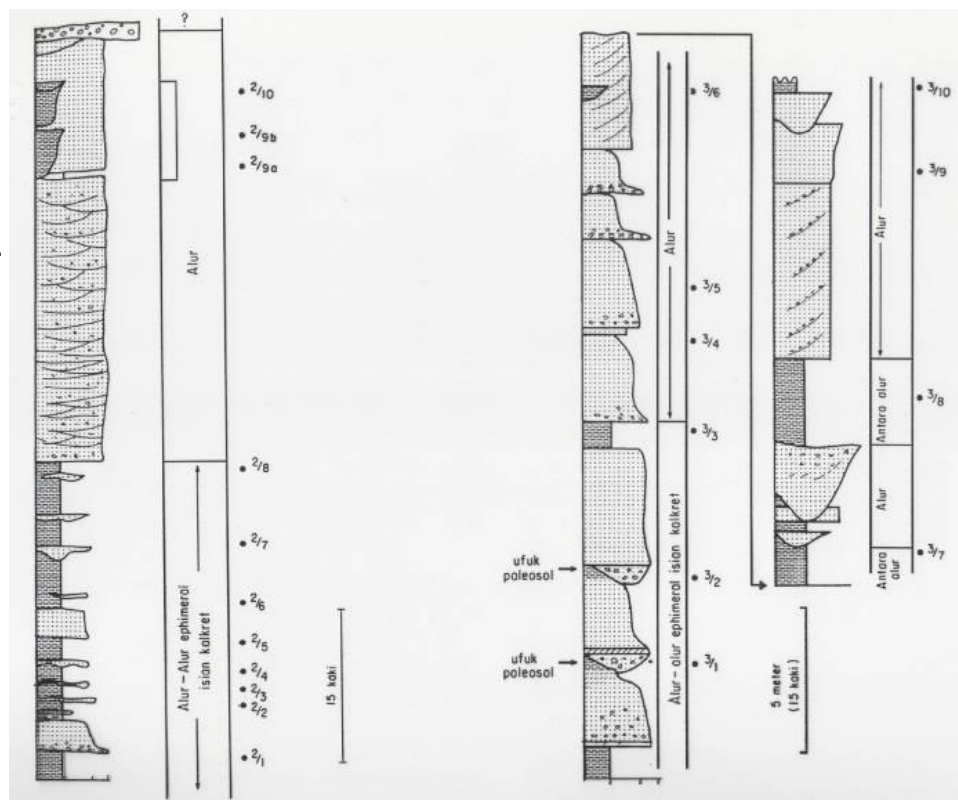 ?
2/10
2/9b
2/9a
Alur
2/8
2/7
2/6
2/5
2/4
2/3
2/2
2/1
Alur-Alur ephimeral
isian kalkret
15 kaki
3/6
Alur
3/5
3/4
3/3
ufuk
paleosol
3/2
ufuk
paleosol
3/1
Alur-alur ephimeral isian kalkret
3/10
3/9
Alur
3/8
Antara alur
Alur
3/7
Antara
alur
5 meter
(15 kaki)